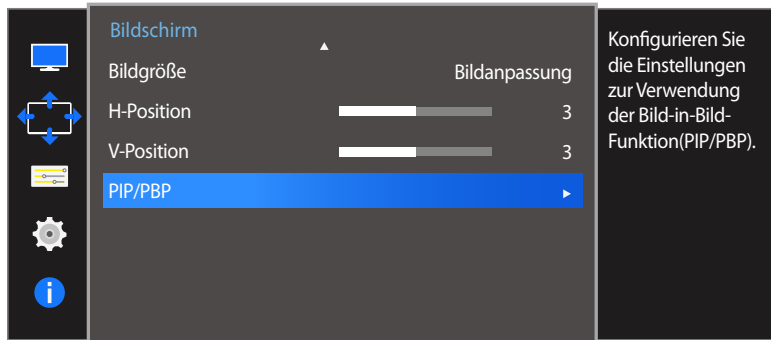 Bildschirm
Bildgröße Bildanpassung
H-Position 3
V-Position 3
PIP/PBP
Konfigurieren Sie
die Einstellungen
zur Verwendung
der Bild-in-Bild-
Funktion(PIP/PBP).